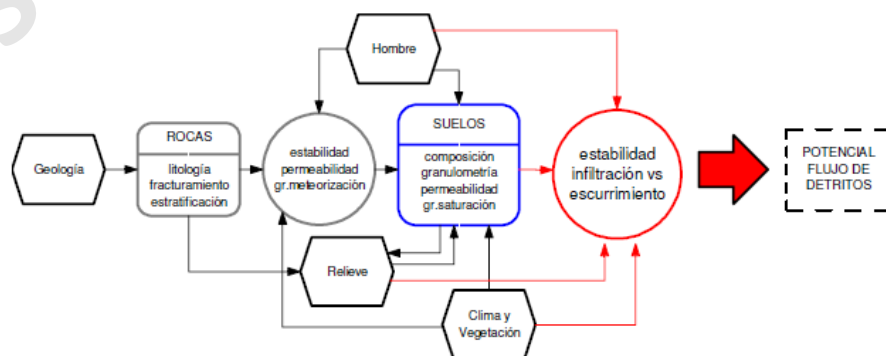 Hombre
ROCAS
litología
fracturamiento
estratificación
Geología
estabilidad
permeabilidad
gr.meteorización
SUELOS
composición
granulometría
permeabilidad
gr.saturación
estabilidad
infiltración vs
escurrimiento
POTENCIAL
FLUJO DE
DETRITOS
Relieve
Clima y
Vegetación